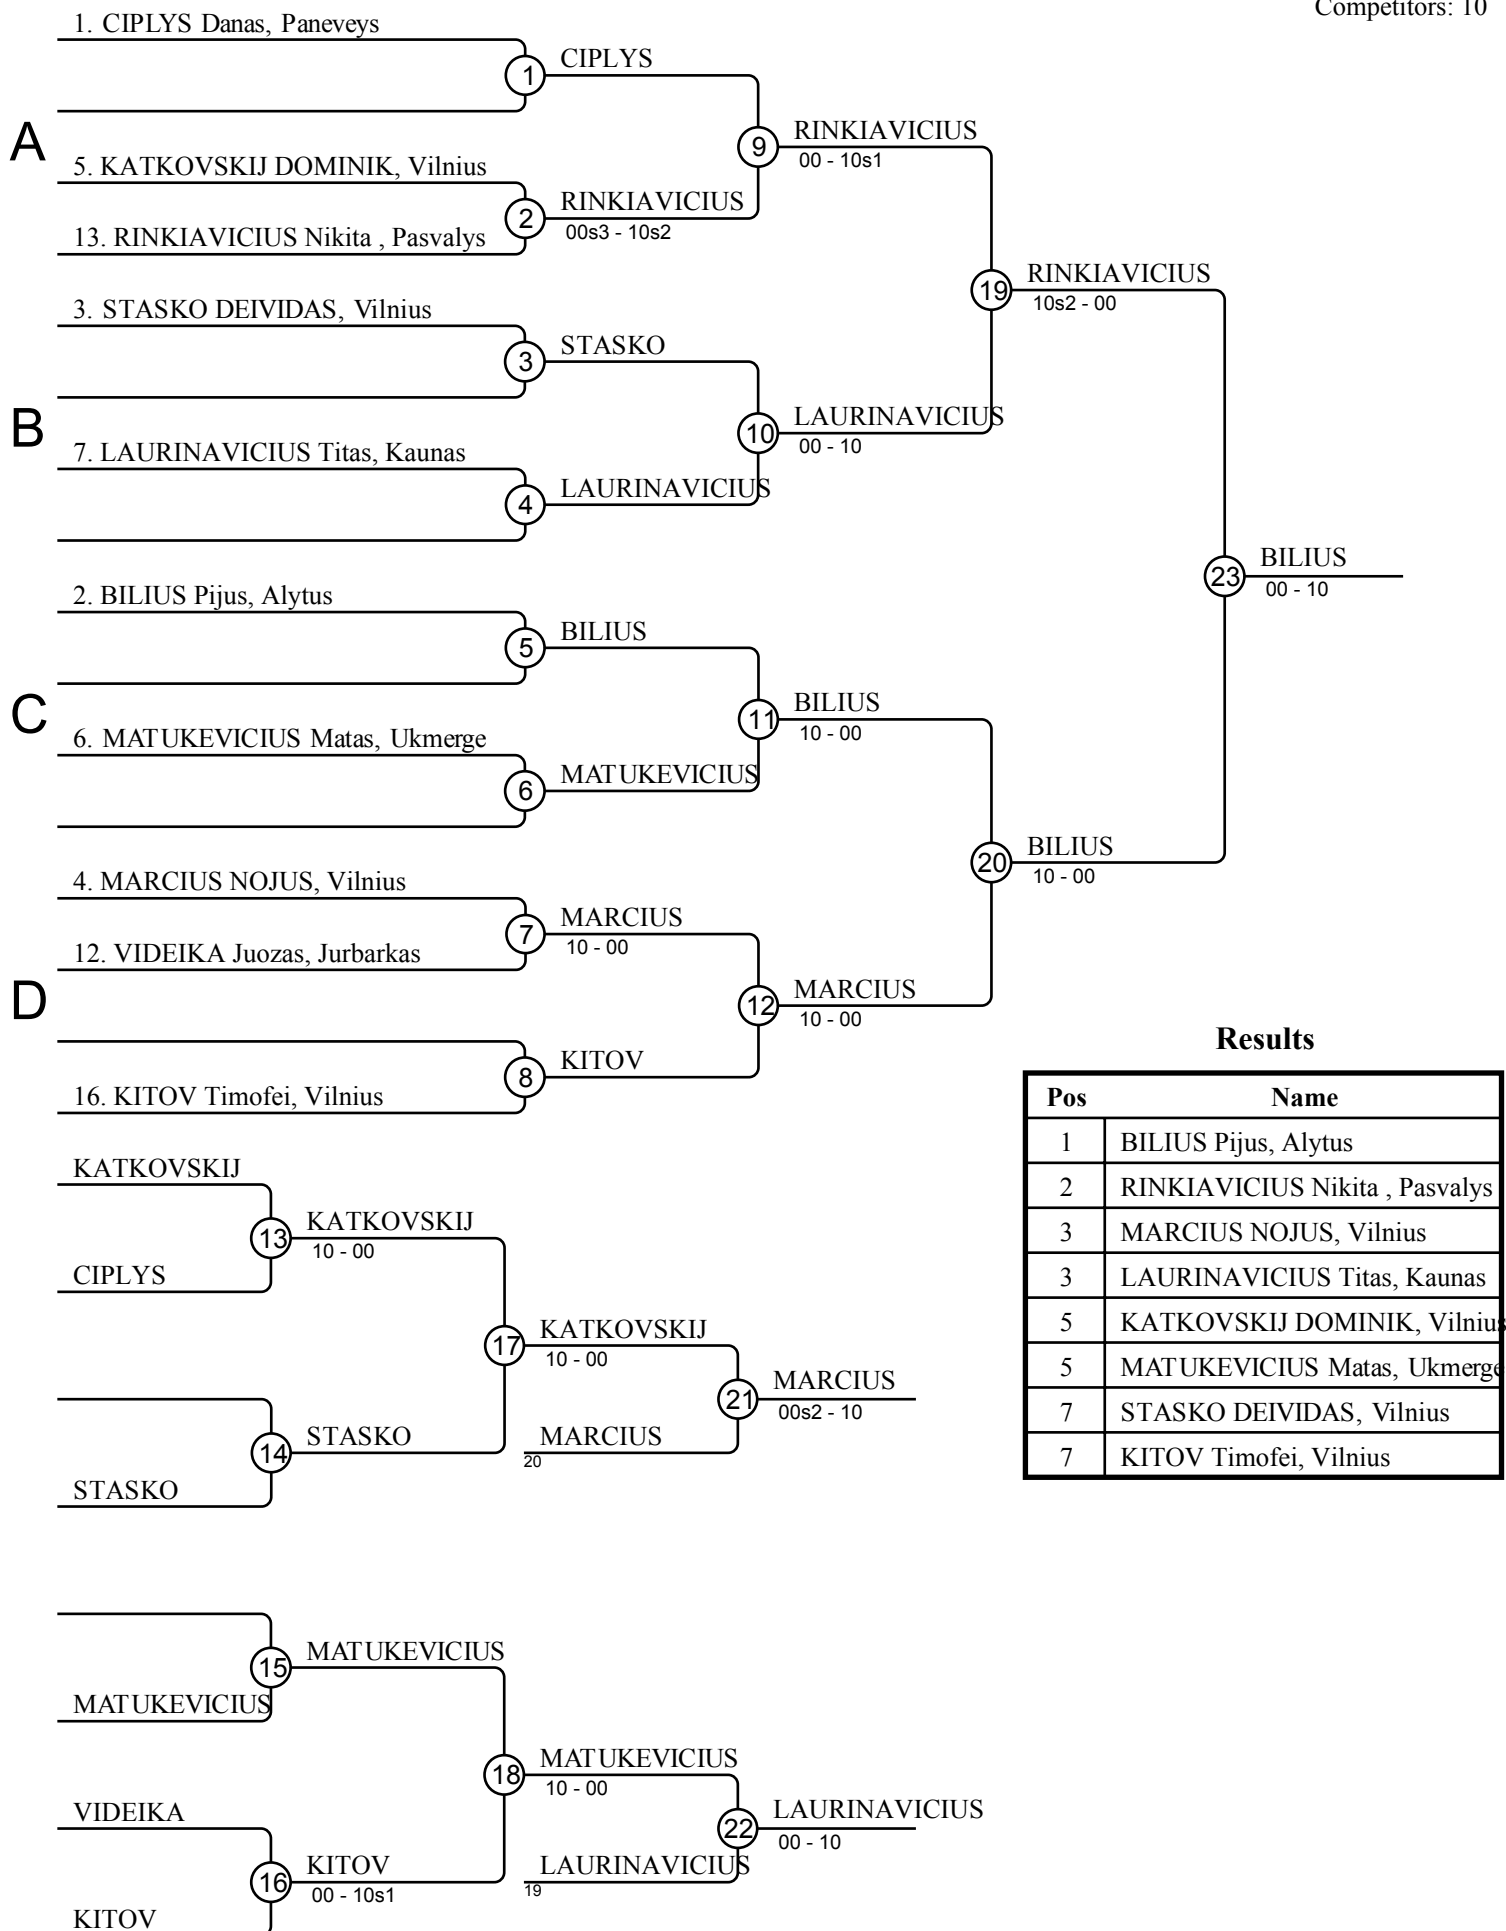 Competitors: 10
1. CIPLYS Danas, Paneveys
1
CIPLYS
A
9
RINKIAVICIUS
00 - 10s1
5. KATKOVSKIJ DOMINIK, Vilnius
2
RINKIAVICIUS
00s3 - 10s2
13. RINKIAVICIUS Nikita , Pasvalys
19
RINKIAVICIUS
10s2 - 00
3. STASKO DEIVIDAS, Vilnius
3
STASKO
B
10
LAURINAVICIUS
00 - 10
7. LAURINAVICIUS Titas, Kaunas
4
LAURINAVICIUS
23
BILIUS
00 - 10
2. BILIUS Pijus, Alytus
5
BILIUS
C
11
BILIUS
10 - 00
6. MATUKEVICIUS Matas, Ukmerge
6
MATUKEVICIUS
20
BILIUS
10 - 00
4. MARCIUS NOJUS, Vilnius
7
MARCIUS
10 - 00
12. VIDEIKA Juozas, Jurbarkas
D
12
MARCIUS
10 - 00
8
KITOV
16. KITOV Timofei, Vilnius
Results
Pos Name
1 BILIUS Pijus, Alytus
2 RINKIAVICIUS Nikita , Pasvalys
3 MARCIUS NOJUS, Vilnius
3 LAURINAVICIUS Titas, Kaunas
5 KATKOVSKIJ DOMINIK, Vilnius
5 MATUKEVICIUS Matas, Ukmerge
7 STASKO DEIVIDAS, Vilnius
7 KITOV Timofei, Vilnius
KATKOVSKIJ
13
KATKOVSKIJ
10 - 00
CIPLYS
17
KATKOVSKIJ
10 - 00
21
MARCIUS
00s2 - 10
14
STASKO
MARCIUS
20
STASKO
15
MATUKEVICIUS
MATUKEVICIUS
18
MATUKEVICIUS
10 - 00
VIDEIKA
22
LAURINAVICIUS
00 - 10
16
KITOV
00 - 10s1
LAURINAVICIUS
19
KITOV